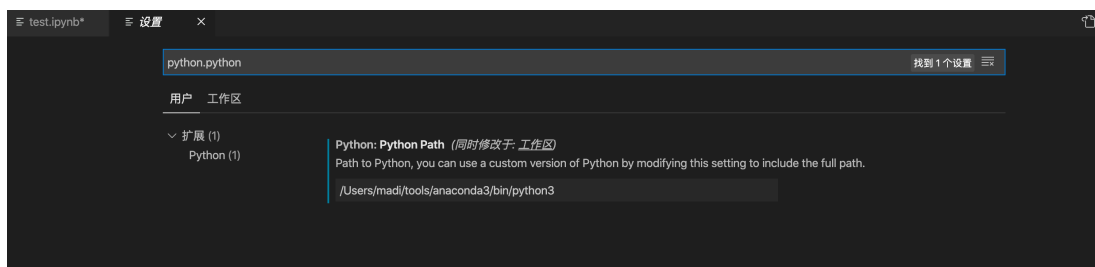 test.ipynb* 设置
python.python 找到 1 个设置
用户 工作区
扩展 (1)
Python (1)
Python: Python Path (同时修改于: 工作区)
Path to Python, you can use a custom version of Python by modifying this setting to include the full path.
/Users/madi/tools/anaconda3/bin/python3